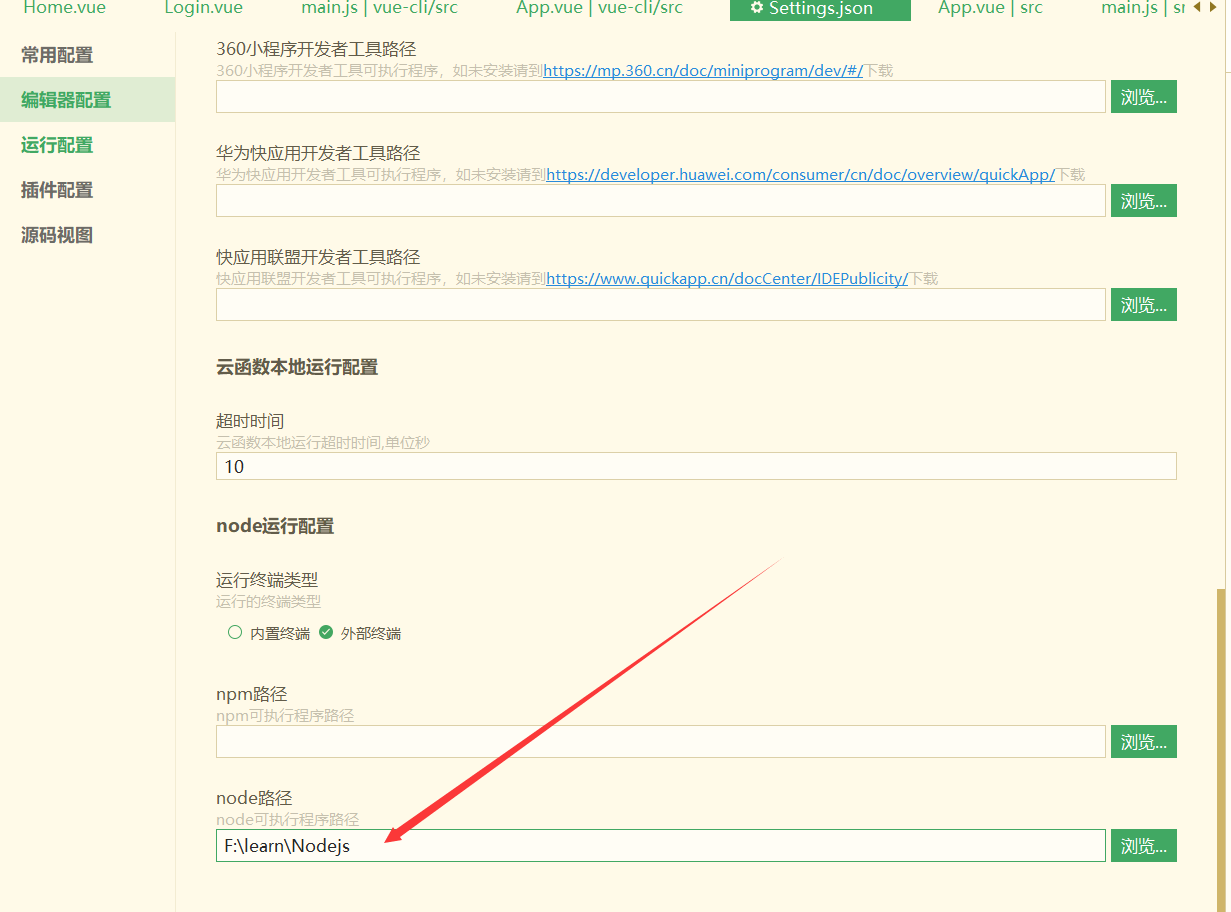 Home.vue Login.vue main.js | vue-cli/src App.vue | vue-cli/src Settings.json App.vue | src main.js | sr
常用配置
编辑器配置
运行配置
插件配置
源码视图
360小程序开发者工具路径
360小程序开发者工具可执行程序，如未安装请到https://mp.360.cn/doc/miniprogram/dev/#/下载
浏览...
华为快应用开发者工具路径
华为快应用开发者工具可执行程序，如未安装请到https://developer.huawei.com/consumer/cn/doc/overview/quickApp/下载
浏览...
快应用联盟开发者工具路径
快应用联盟开发者工具可执行程序，如未安装请到https://www.quickapp.cn/docCenter/IDEPublicity/下载
浏览...
云函数本地运行配置
超时时间
云函数本地运行超时时间,单位秒
10
node运行配置
运行终端类型
运行的终端类型
内置终端 外部终端
npm路径
npm可执行程序路径
浏览...
node路径
node可执行程序路径
F:\learn\Nodejs 浏览...